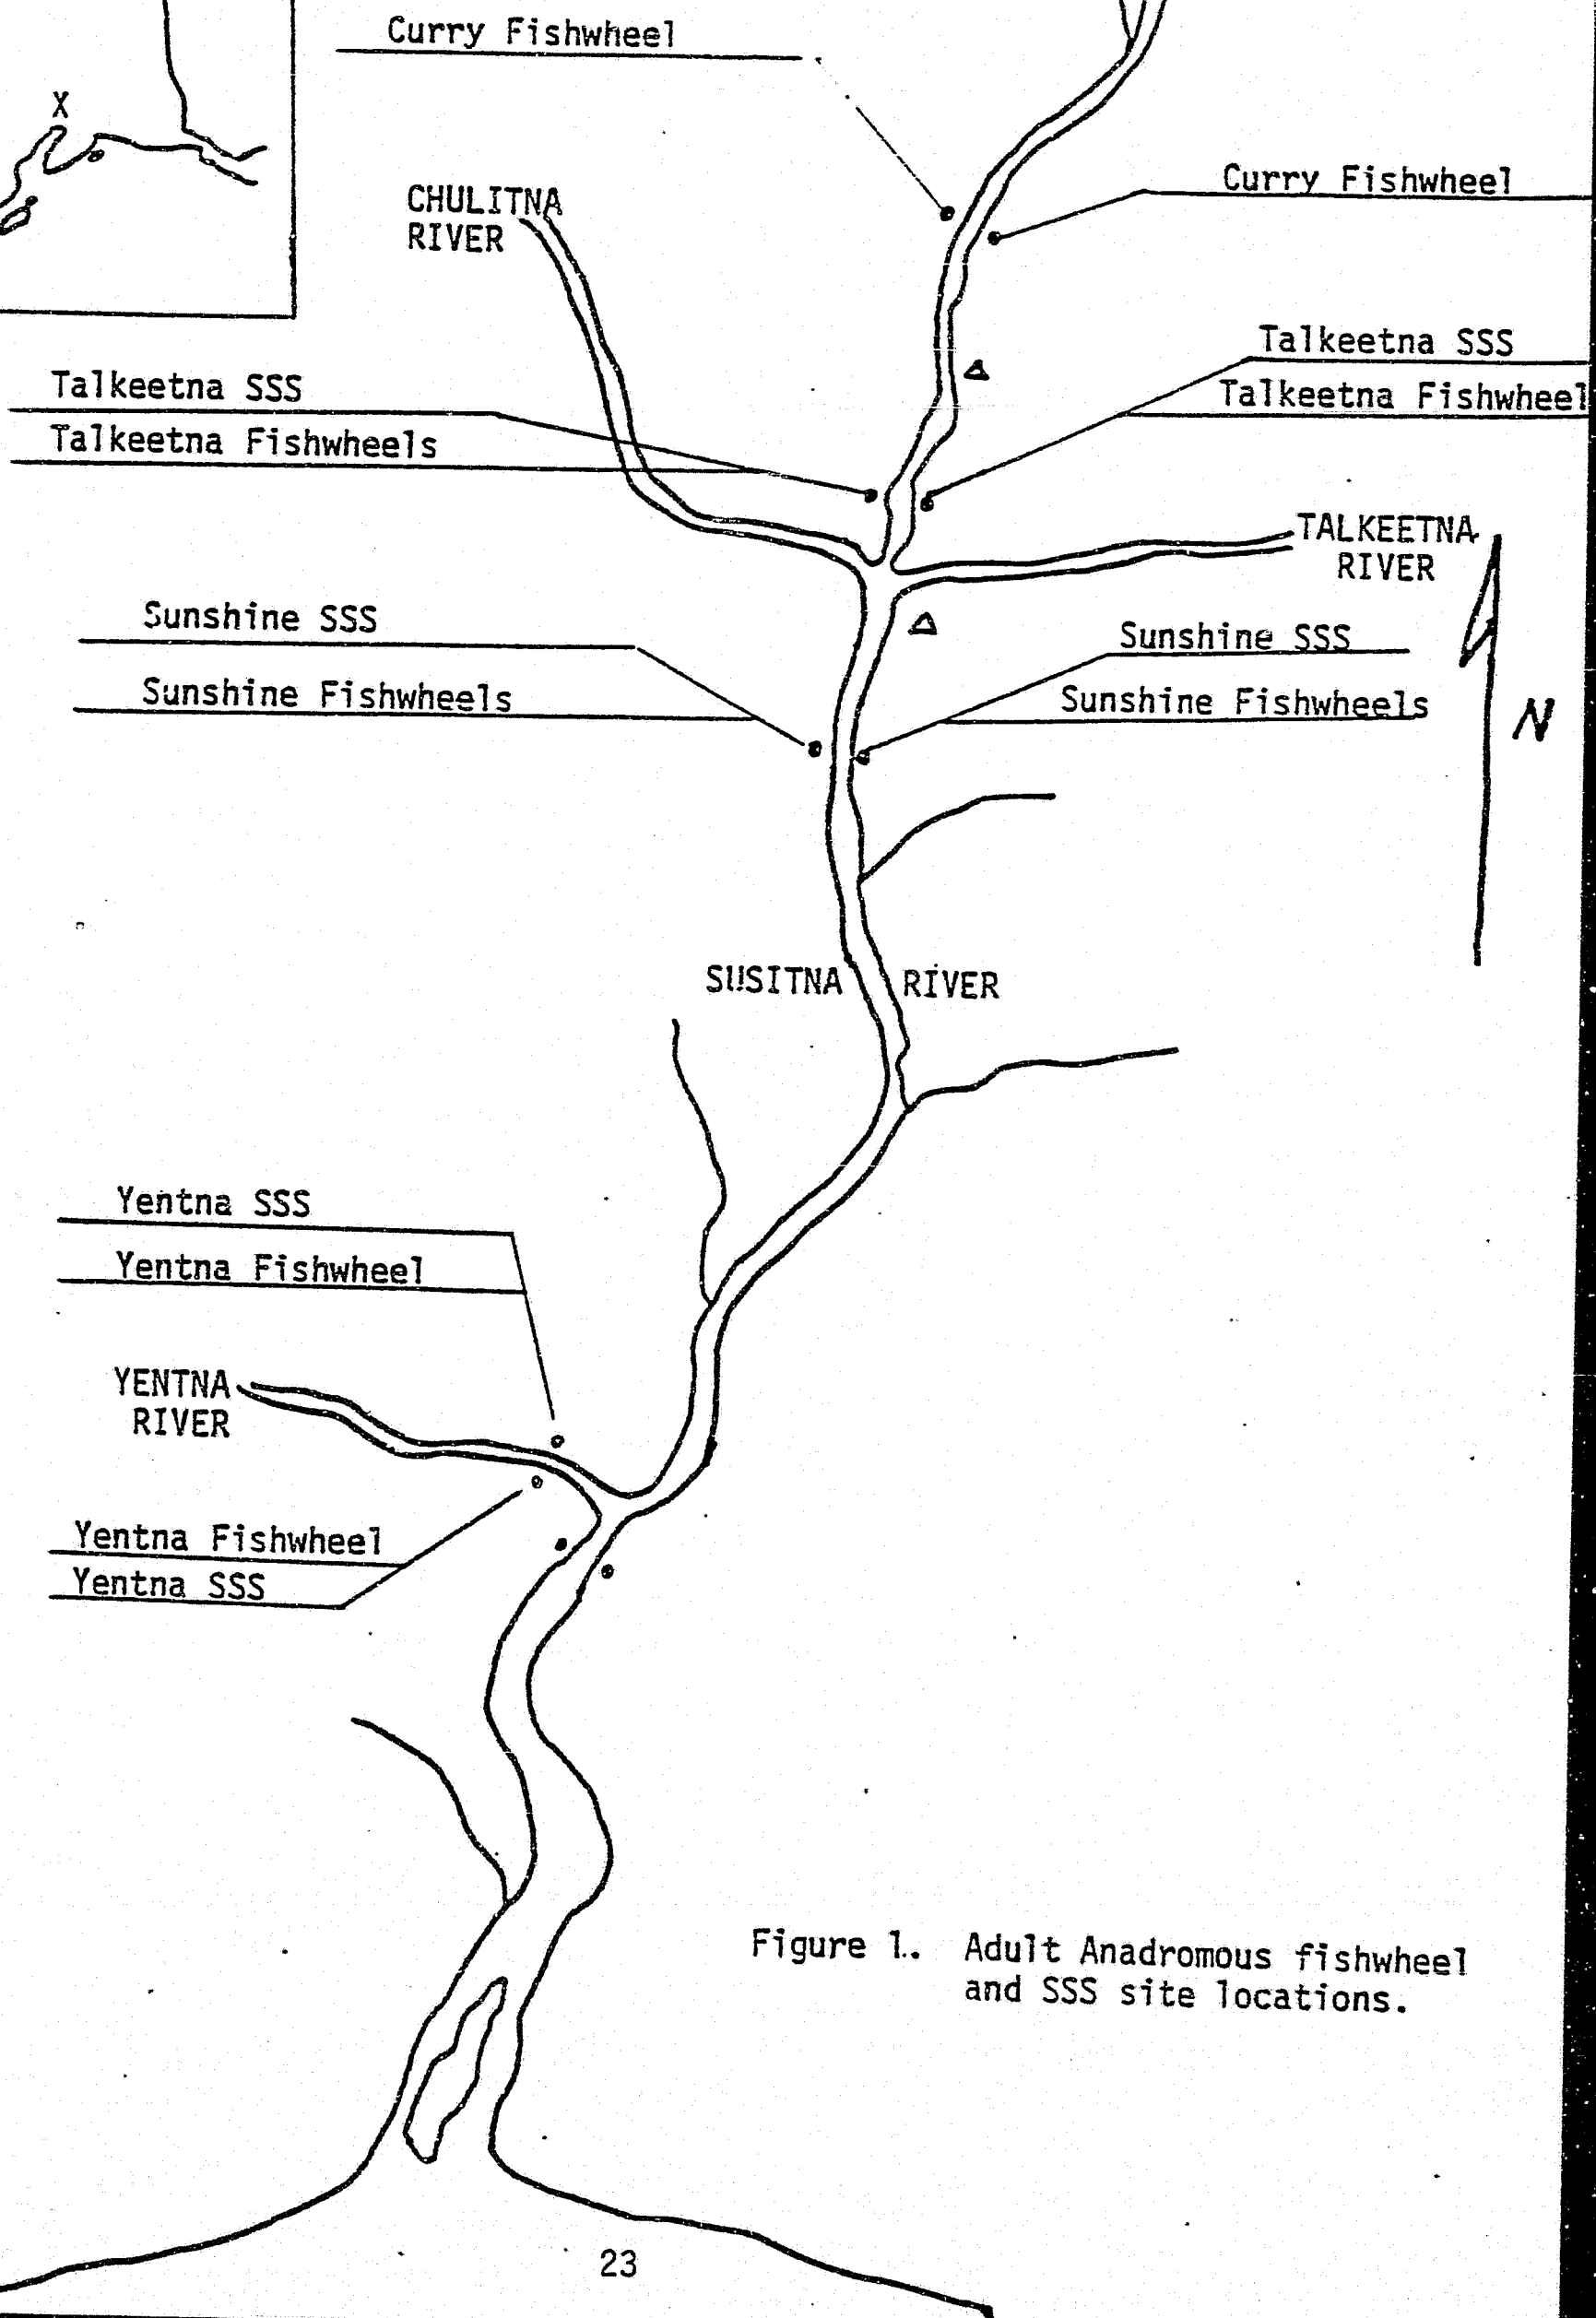 Curry Fishwheel
X
CHULITNA
RIVER
Curry Fishwheel
Talkeetna SSS
Talkeetna Fishwheels
Talkeetna SSS
Talkeetna Fishwheel
TALKEETNA
RIVER
Sunshine SSS
Sunshine Fishwheels
Sunshine SSS
Sunshine Fishwheels
N
SUSITNA RIVER
Yentna SSS
Yentna Fishwheel
YENTNA
RIVER
Yentna Fishwheel
Yentna SSS
Figure 1. Adult Anadromous fishwheel
and SSS site locations.
23